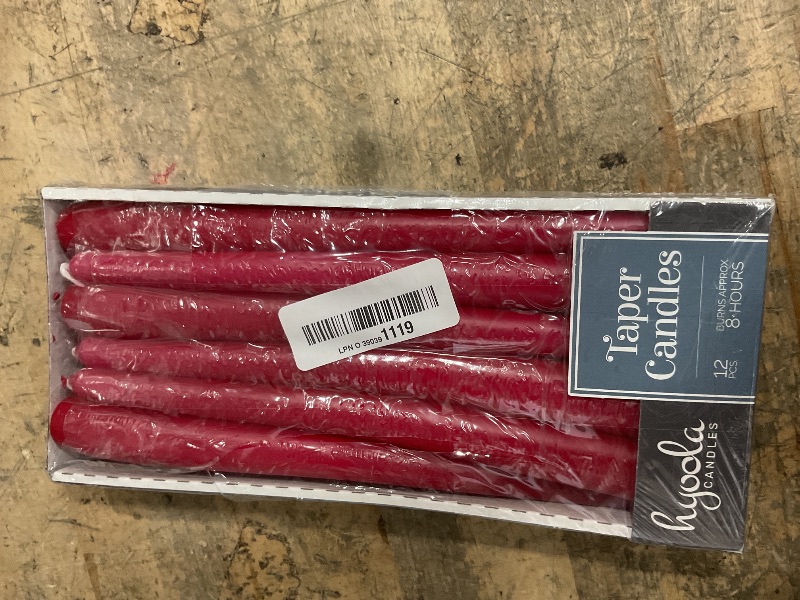 Taper
Candles
12
PCS
BURNS APPROX
8-HOURS
hyoola
CANDLES
LPN O 39039 1119